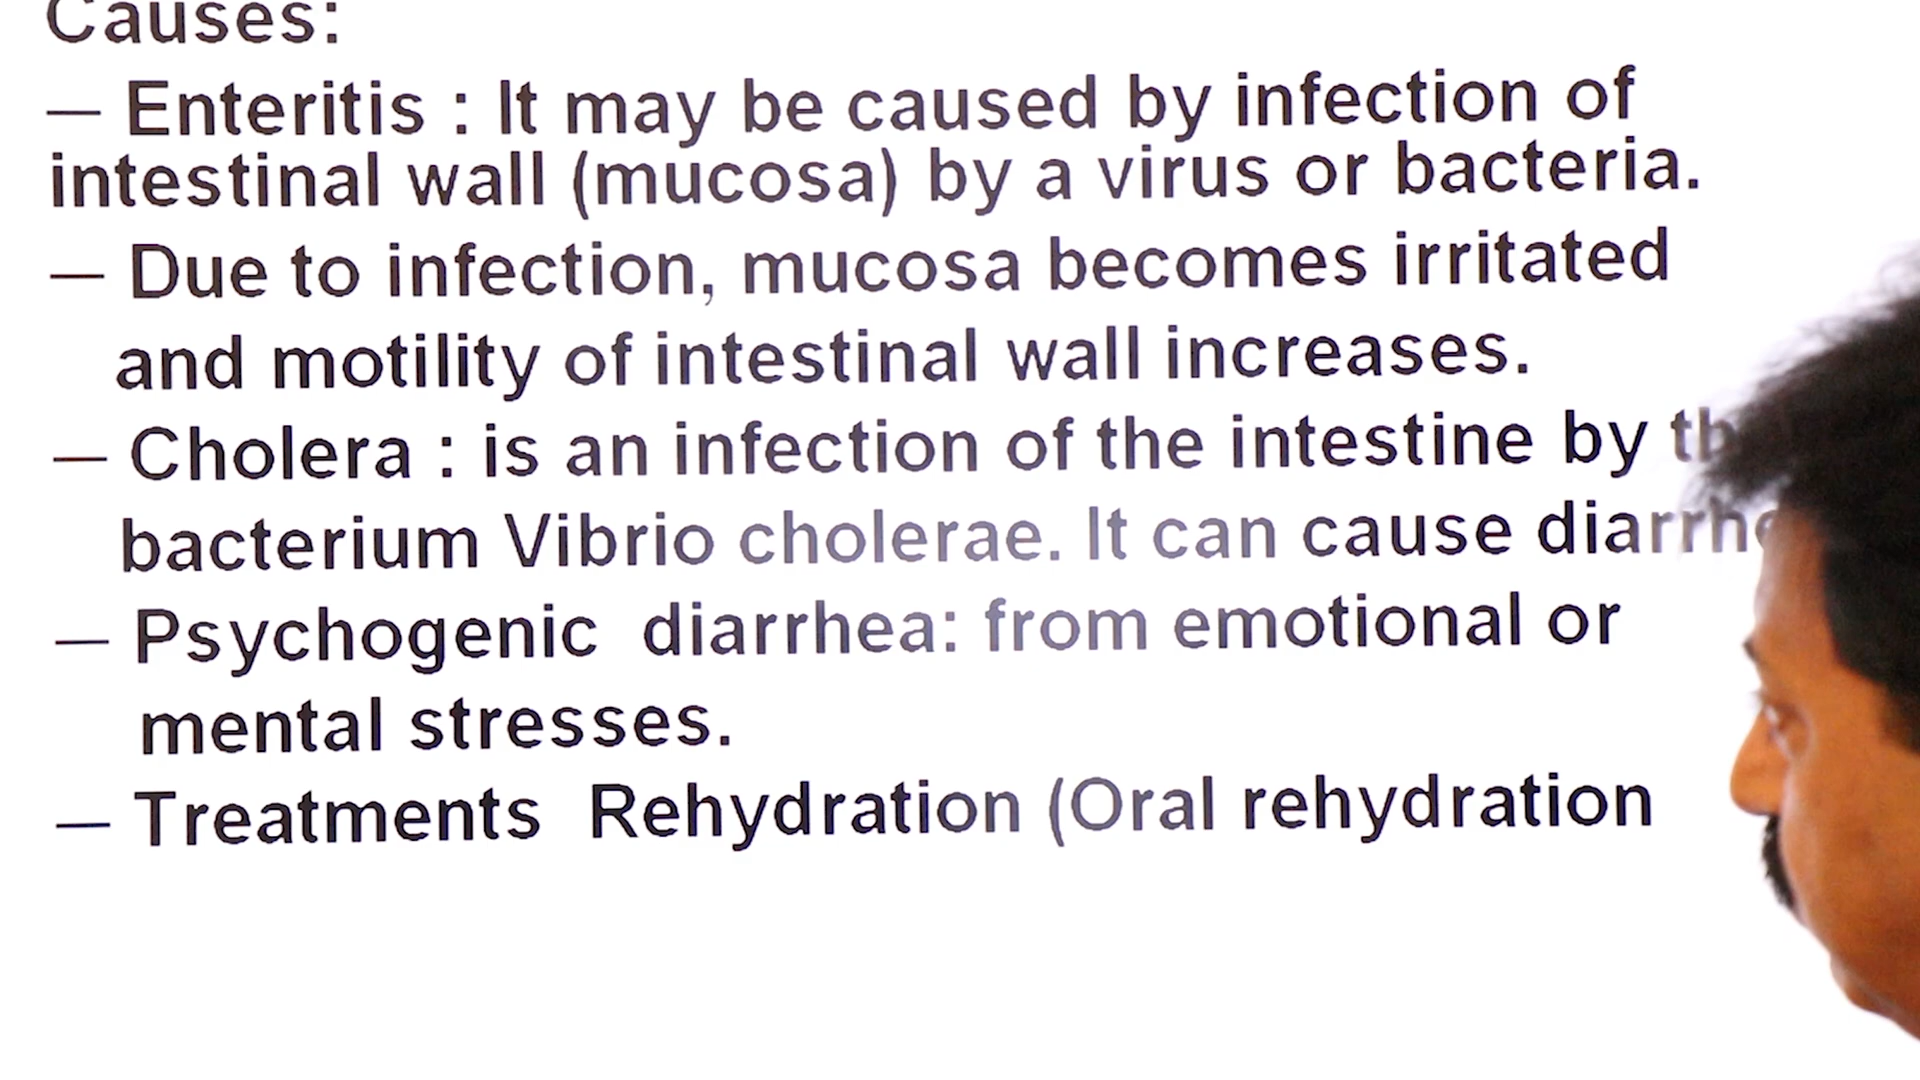 Causes:
— Enteritis : It may be caused by infection of
intestinal wall (mucosa) by a virus or bacteria.
— Due to infection, mucosa becomes irritated
and motility of intestinal wall increases.
— Cholera : is an infection of the intestine by
bacterium Vibrio cholerae. It can cause
— Psychogenic diarrhea: from emotional or
mental stresses.
— Treatments Rehydration (Oral rehydration